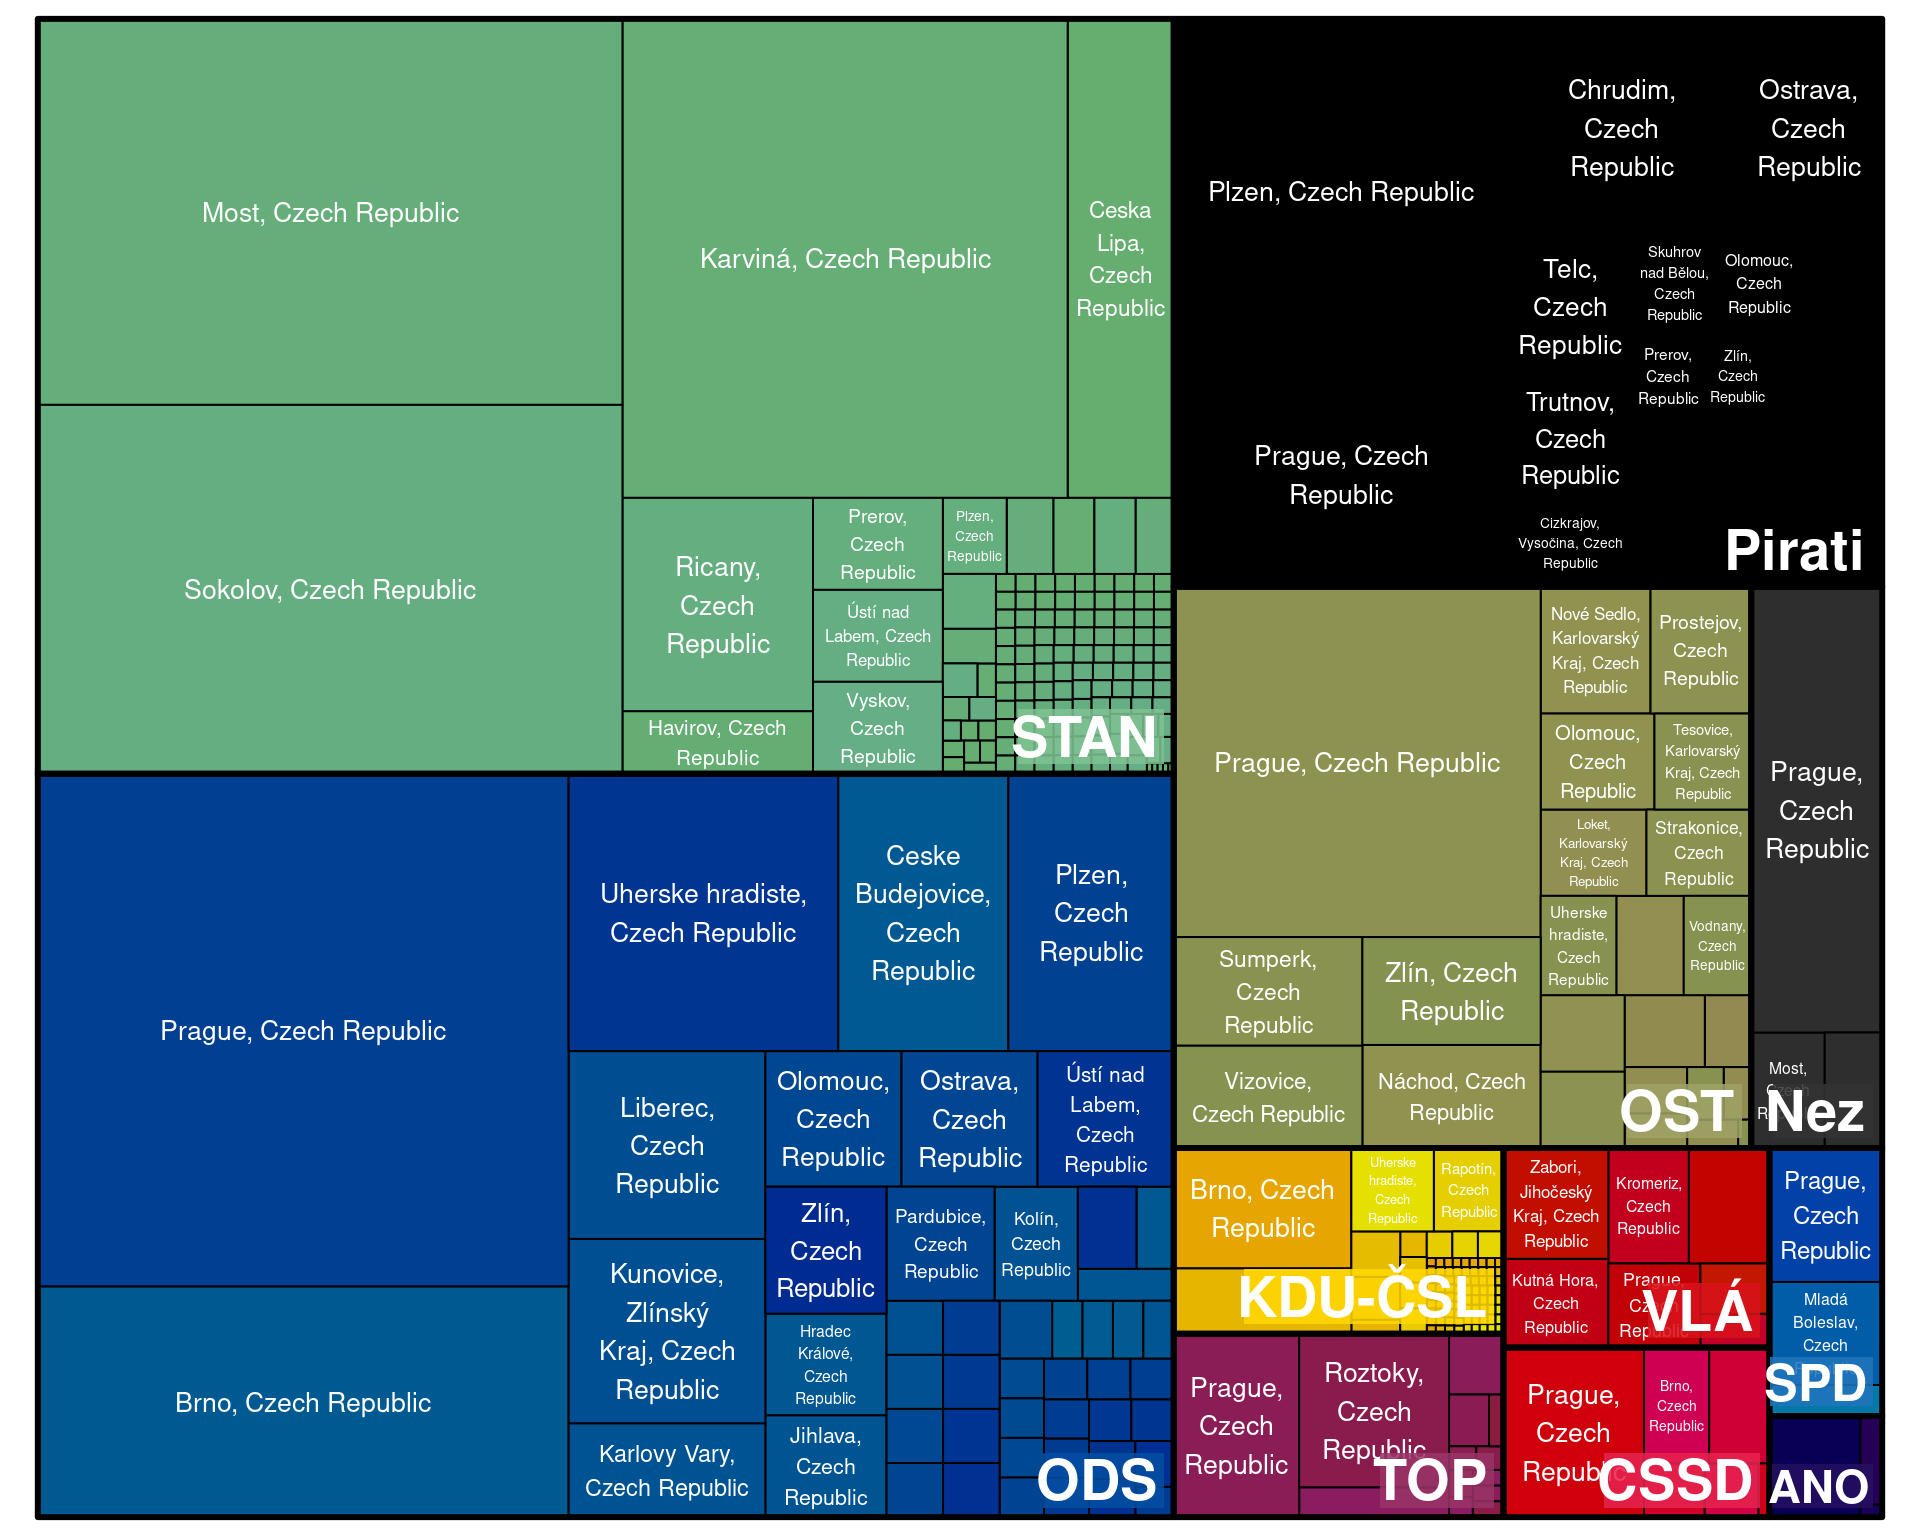 Most, Czech Republic
Sokolov, Czech Republic
Karviná, Czech Republic
Ceska
Lipa,
Czech
Republic
Ricany,
Czech
Republic
Havirov, Czech
Republic
Prerov,
Czech
Republic
Ústí nad
Labem, Czech
Republic
Vyskov,
Czech
Republic
Plzen,
Czech
Republic
STAN
Plzen, Czech Republic
Prague, Czech
Republic
Chrudim,
Czech
Republic
Ostrava,
Czech
Republic
Telc,
Czech
Republic
Skuhrov
nad Bělou,
Czech
Republic
Olomouc,
Czech
Republic
Prerov,
Czech
Republic
Zlín,
Czech
Republic
Trutnov,
Czech
Republic
Cizkrajov,
Vysočina, Czech
Republic
Pirati
Prague, Czech Republic
Brno, Czech Republic
Uherske hradiste,
Czech Republic
Ceske
Budejovice,
Czech
Republic
Plzen,
Czech
Republic
Liberec,
Czech
Republic
Kunovice,
Zlínský
Kraj, Czech
Republic
Karlovy Vary,
Czech Republic
Olomouc,
Czech
Republic
Ostrava,
Czech
Republic
Ústí nad
Labem,
Czech
Republic
Zlín,
Czech
Republic
Hradec
Králové,
Czech
Republic
Jihlava,
Czech
Republic
Pardubice,
Czech
Republic
Kolín,
Czech
Republic
ODS
Prague, Czech Republic
Sumperk,
Czech
Republic
Zlín, Czech
Republic
Vizovice,
Czech Republic
Náchod, Czech
Republic
Nové Sedlo,
Karlovarský
Kraj, Czech
Republic
Prostejov,
Czech
Republic
Olomouc,
Czech
Republic
Tesovice,
Karlovarský
Kraj, Czech
Republic
Loket,
Karlovarský
Kraj, Czech
Republic
Strakonice,
Czech
Republic
Uherske
hradiste,
Czech
Republic
Vodnany,
Czech
Republic
OST
Prague,
Czech
Republic
Most,
Czech
Nez
Brno, Czech
Republic
Uherske
hradiste,
Czech
Republic
Rapotín,
Czech
Republic
KDU-ČSL
Zabori,
Jihočeský
Kraj, Czech
Republic
Kromeriz,
Czech
Republic
Kutná Hora,
Czech
Republic
Prague,
VLÁ
Prague,
Czech
Republic
Mladá
Boleslav,
Czech
SPD
Prague,
Czech
Republic
Roztoky,
Czech
Republic
TOP
Prague,
Czech
Republic
Brno,
Czech
Republic
CSSD
ANO